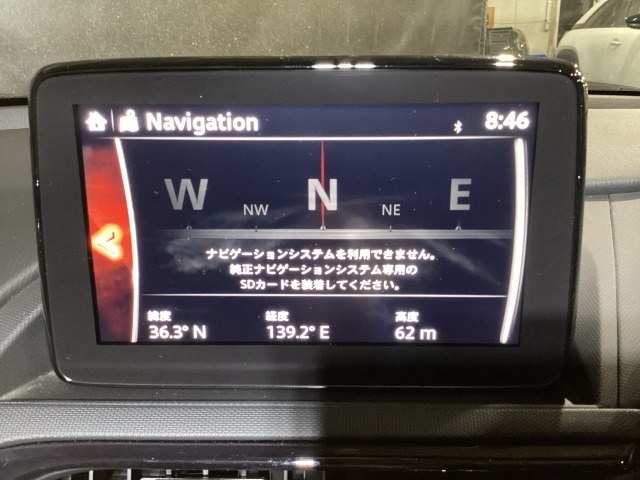 Navigation
8:46
W NW N NE E
ナビゲーションシステムを利用できません。
純正ナビゲーションシステム専用の
SDカードを装着してください。
緯度 経度 高度
36.3° N 139.2° E 62 m